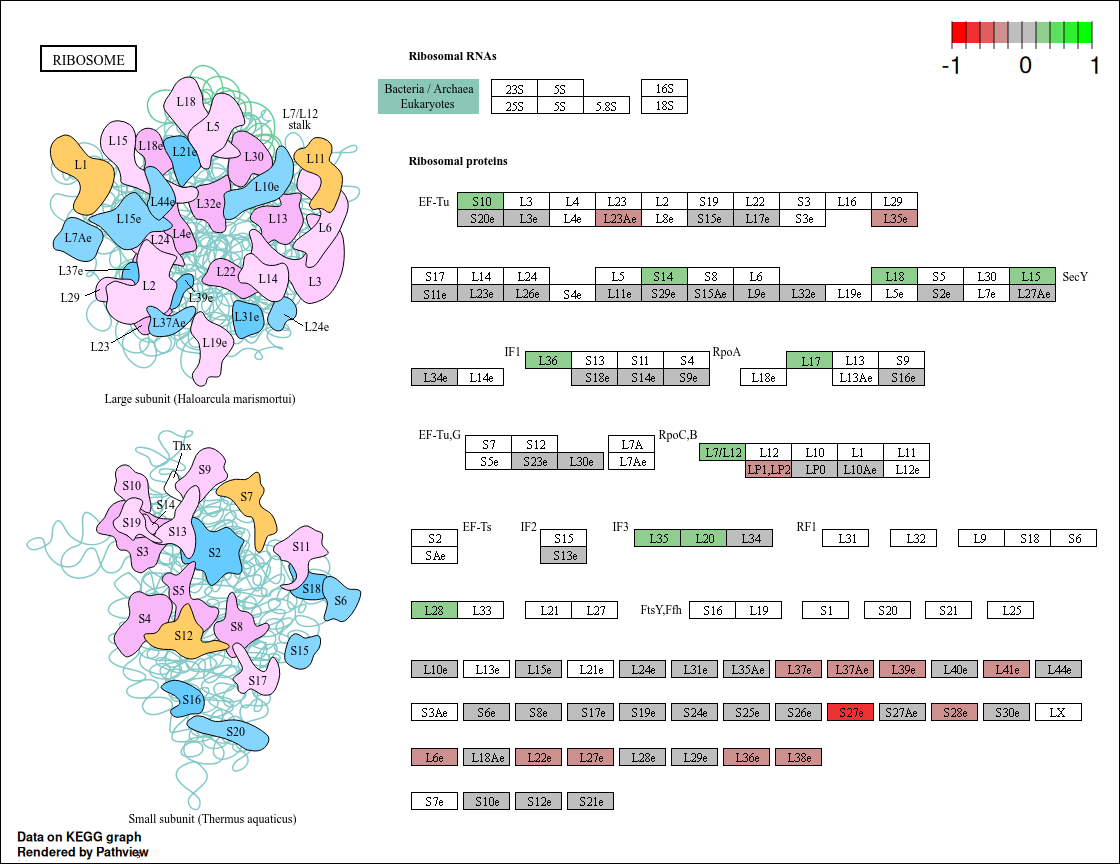 RIBOSOME
Ribosomal RNAs
-1 0 1
Bacteria / Archaea 23S 5S 16S
Eukaryotes 25S 5S 5.8S 18S
Ribosomal proteins
EF-Tu S10 L3 L4 L23 L2 S19 L22 S3 L16 L29
S20e L3e L4e L23Ae L8e S15e L17e S3e L35e
S17 L14 L24 L5 S14 S8 L6 L18 S5 L30 L15 SecY
S11e L23e L26e S4e L11e S29e S15Ae L9e L32e L19e L5e S2e L7e L27Ae
IF1 L36 S13 S11 S4 RpoA L17 L13 S9
L34e L14e S18e S14e S9e L18e L13Ae S16e
EF-Tu,G S7 S12 L7A RpoC,B L7/L12 L12 L10 L1 L11
S5e S23e L30e L7Ae LP1,LP2 LP0 L10Ae L12e
S2 EF-Ts IF2 S15 IF3 L35 L20 L34 RF1 L31 L32 L9 S18 S6
SAe S13e
L28 L33 L21 L27 FtsY,Ffh S16 L19 S1 S20 S21 L25
L10e L13e L15e L21e L24e L31e L35Ae L37e L37Ae L39e L40e L41e L44e
S3Ae S6e S8e S17e S19e S24e S25e S26e S27e S27Ae S28e S30e LX
L6e L18Ae L22e L27e L28e L29e L36e L38e
S7e S10e S12e S21e
L18
L5
L7/L12
stalk
L15
L18e
L21e
L30
L11
L1
L10e
L44e
L32e
L15e
L13
L6
L7Ae
L24
L4e
L37e
L22
L14
L3
L2
L29
L39e
L37Ae
L31e
L24e
L23
L19e
Large subunit (Haloarcula marismortui)
Thx
S9
S10
S7
S14
S19
S13
S3
S2
S11
S5
S18
S6
S4
S12
S8
S15
S17
S16
S20
Small subunit (Thermus aquaticus)
Data on KEGG graph
Rendered by Pathview